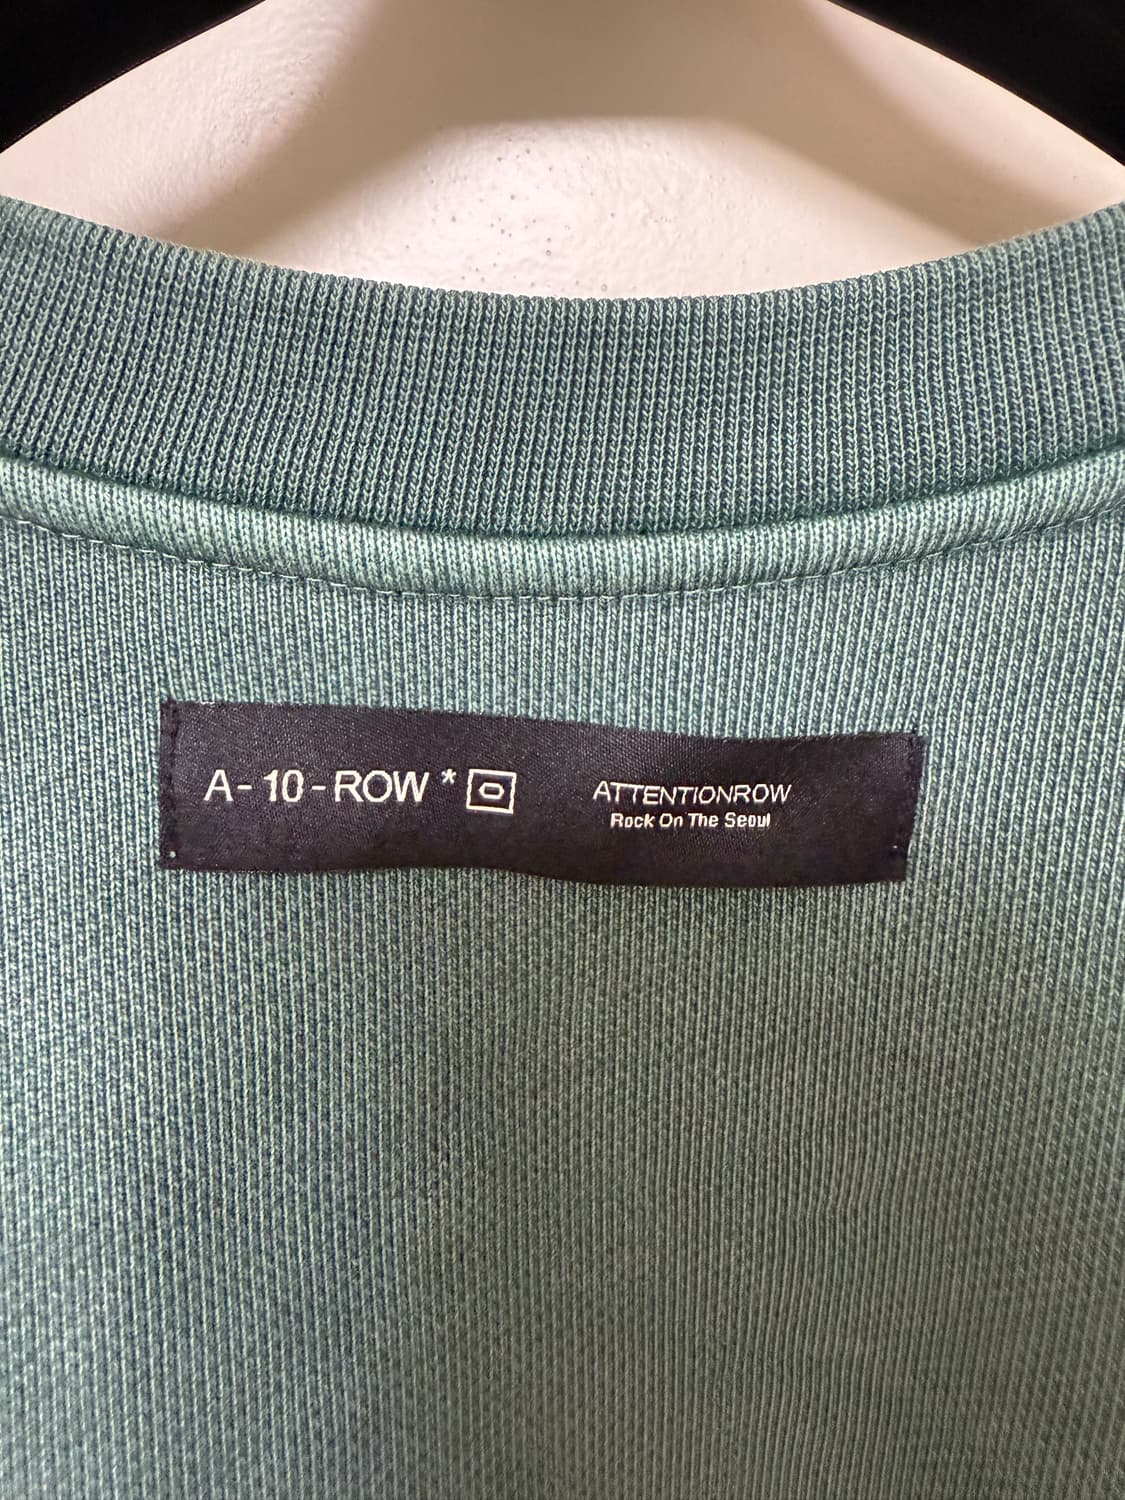 A-10-ROW*
ATTENTIONROW
Rock On The Seoul